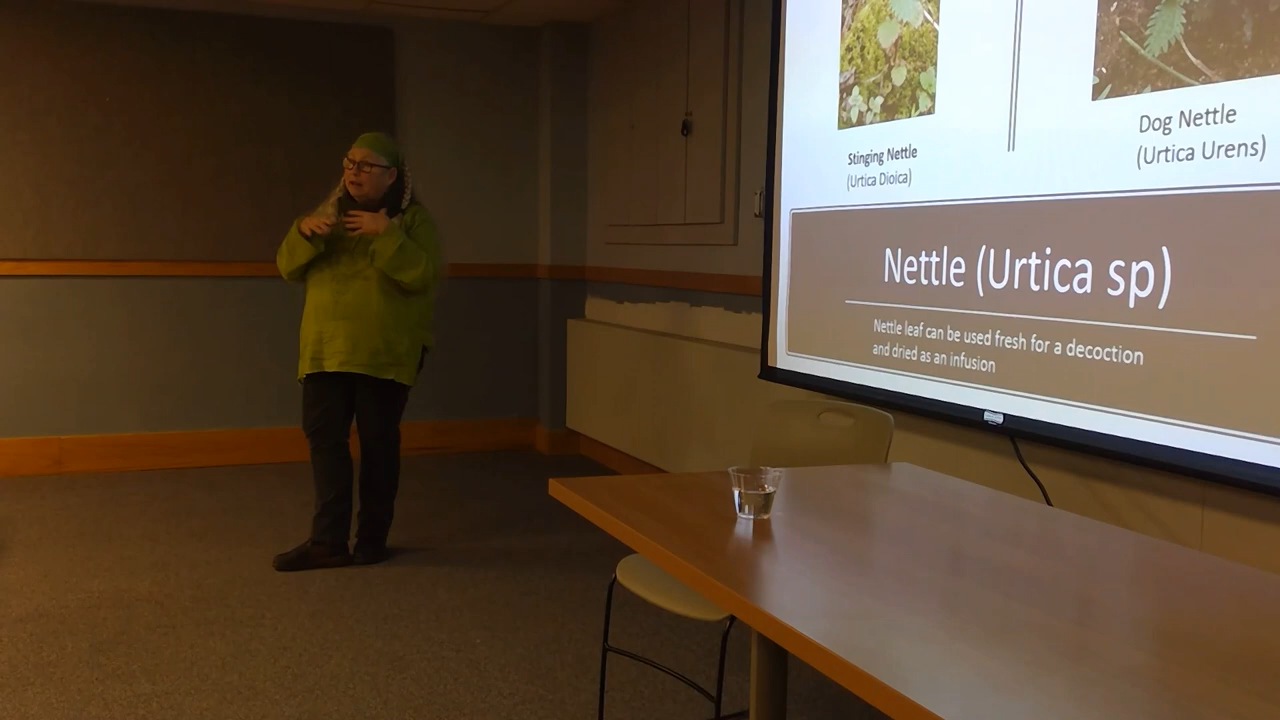 Stinging Nettle
(Urtica Dioica)
Dog Nettle
(Urtica Urens)
Nettle (Urtica sp)
Nettle leaf can be used fresh for a decoction
and dried as an infusion